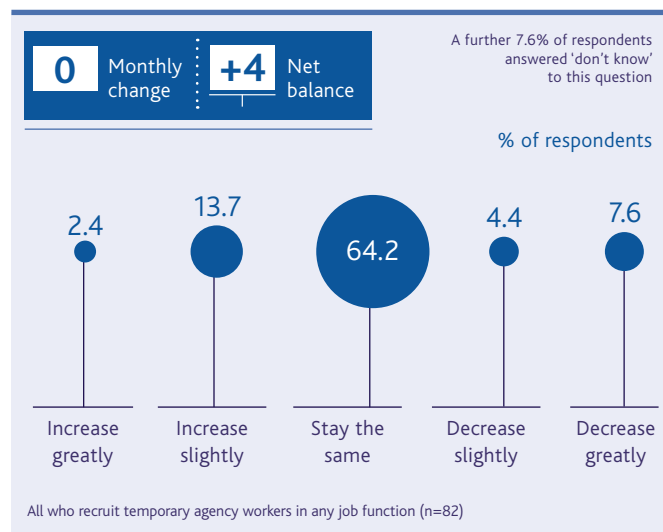 0
Monthly
change
+4
Net
balance
A further 7.6% of respondents
answered ‘don’t know’
to this question
% of respondents
2.4
13.7
64.2
4.4
7.6
Increase
greatly
Increase
slightly
Stay the
same
Decrease
slightly
Decrease
greatly
All who recruit temporary agency workers in any job function (n=82)